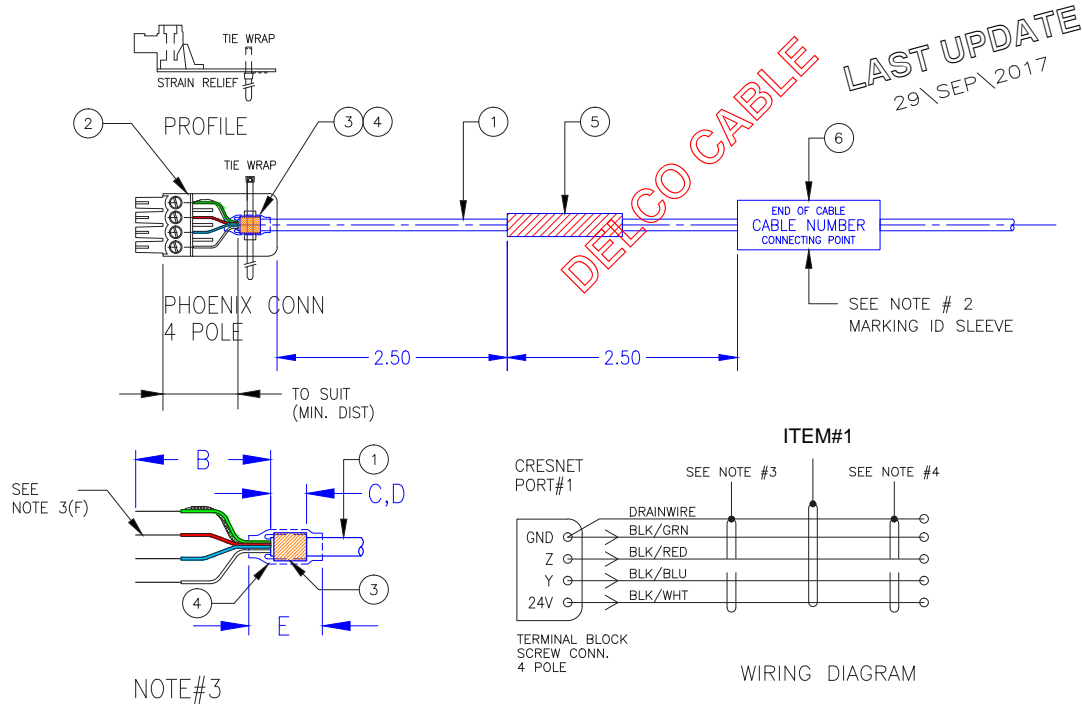 LAST UPDATE
29\SEP\2017
DELCO CABLE
TIE WRAP
STRAIN RELIEF
PROFILE
2
3
4
1
5
6
TIE WRAP
END OF CABLE
CABLE NUMBER
CONNECTING POINT
PHOENIX CONN
4 POLE
SEE NOTE # 2
MARKING ID SLEEVE
2.50
2.50
TO SUIT
(MIN. DIST)
B
C,D
1
SEE
NOTE 3(F)
4
3
E
NOTE#3
ITEM#1
CRESNET
PORT#1
SEE NOTE #3
SEE NOTE #4
DRAINWIRE
GND
BLK/GRN
Z
BLK/RED
Y
BLK/BLU
24V
BLK/WHT
TERMINAL BLOCK
SCREW CONN.
4 POLE
WIRING DIAGRAM